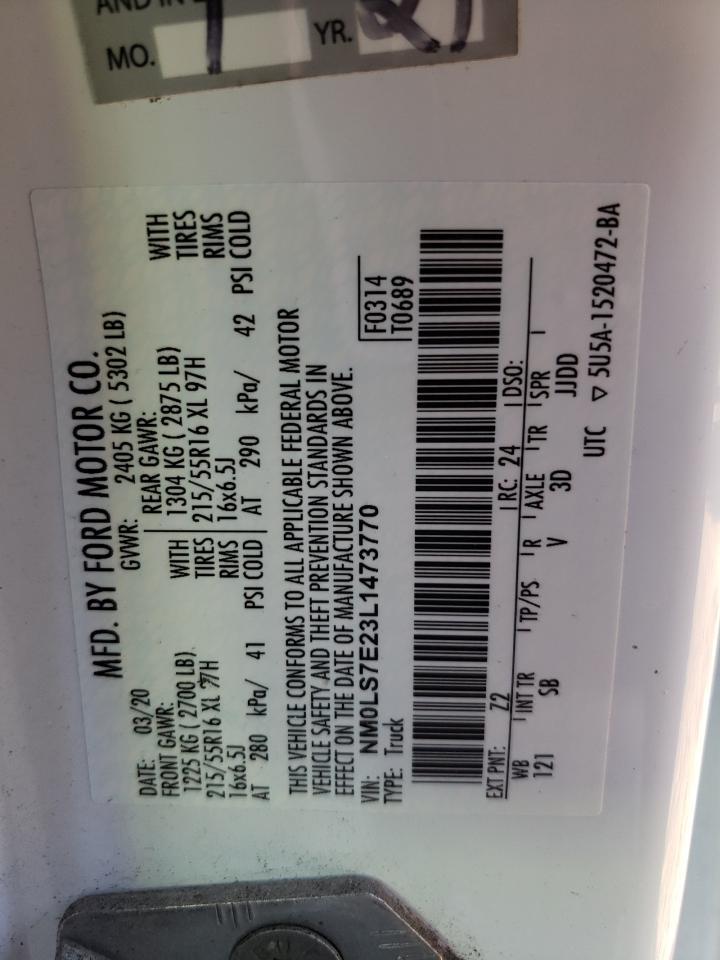 AND IN
MO. 1 YR.
MFD. BY FORD MOTOR CO.
DATE: 03/20 GVWR: 2405 KG ( 5302 LB)
FRONT GAWR: REAR GAWR:
1225 KG ( 2700 LB) WITH 1304 KG ( 2875 LB) WITH
215/55R16 XL 97H TIRES 215/55R16 XL 97H TIRES
16x6.5J RIMS 16x6.5J RIMS
AT 280 kPa/ 41 PSI COLD AT 290 kPa/ 42 PSI COLD
THIS VEHICLE CONFORMS TO ALL APPLICABLE FEDERAL MOTOR
VEHICLE SAFETY AND THEFT PREVENTION STANDARDS IN
EFFECT ON THE DATE OF MANUFACTURE SHOWN ABOVE.
VIN: NM0LS7E23L1473770 F0314
TYPE: Truck T0689
EXT PNT: Z2 RC: 24 DSO:
WB INT TR TP/PS R AXLE TR SPR
121 SB V 3D JJDD
UTC ▽ 5U5A-1520472-BA